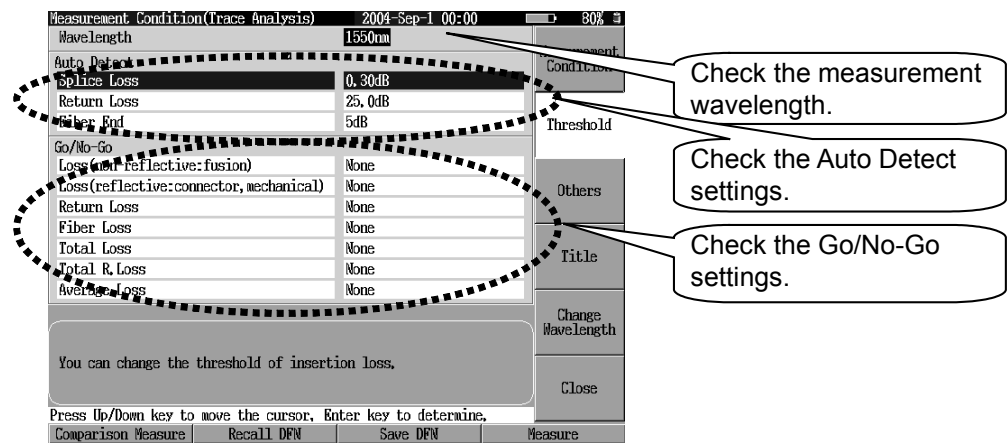 Measurement Condition(Trace Analysis) 2004-Sep-1 00:00 80%
Wavelength 1550nm
Auto Detect
Splice Loss 0.30dB
Return Loss 25.0dB
Fiber End 5dB
Go/No-Go
Loss(non-reflective:fusion) None
Loss(reflective:connector,mechanical) None
Return Loss None
Fiber Loss None
Total Loss None
Total R.Loss None
Average Loss None
You can change the threshold of insertion loss.
Press Up/Down key to move the cursor, Enter key to determine.
Comparison Measure Recall DFN Save DFN Measure
Measurement
Condition
Threshold
Others
Title
Change
Wavelength
Close
Check the measurement
wavelength.
Check the Auto Detect
settings.
Check the Go/No-Go
settings.